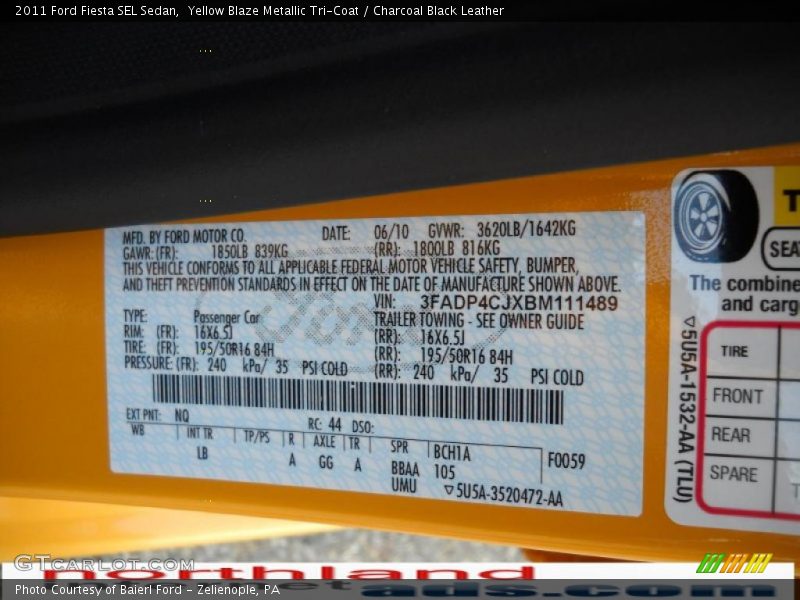 2011 Ford Fiesta SEL Sedan,  Yellow Blaze Metallic Tri-Coat / Charcoal Black Leather
MFD. BY FORD MOTOR CO. DATE: 06/10 GVWR: 3620LB/1642KG
GAWR: (FR): 1850LB 839KG (RR): 1800LB 816KG
THIS VEHICLE CONFORMS TO ALL APPLICABLE FEDERAL MOTOR VEHICLE SAFETY, BUMPER,
AND THEFT PREVENTION STANDARDS IN EFFECT ON THE DATE OF MANUFACTURE SHOWN ABOVE.
VIN: 3FADP4CJXBM111489
TYPE: Passenger Car TRAILER TOWING - SEE OWNER GUIDE
RIM: (FR): 16X6.5J (RR): 16X6.5J
TIRE: (FR): 195/50R16 84H (RR): 195/50R16 84H
PRESSURE: (FR): 240 kPa/ 35 PSI COLD (RR): 240 kPa/ 35 PSI COLD
EXT PNT: NQ RC: 44 DSO:
WB INT TR TP/PS R AXLE TR SPR BCH1A F0059
LB A GG A BBAA 105
UMU ▽5U5A-3520472-AA
SEA
The combine
and carg
▽5U5A-1532-AA (TLU)
TIRE
FRONT
REAR
SPARE
GTCARLOT.COM
northland
ads.com
Photo Courtesy of Baierl Ford - Zelienople, PA